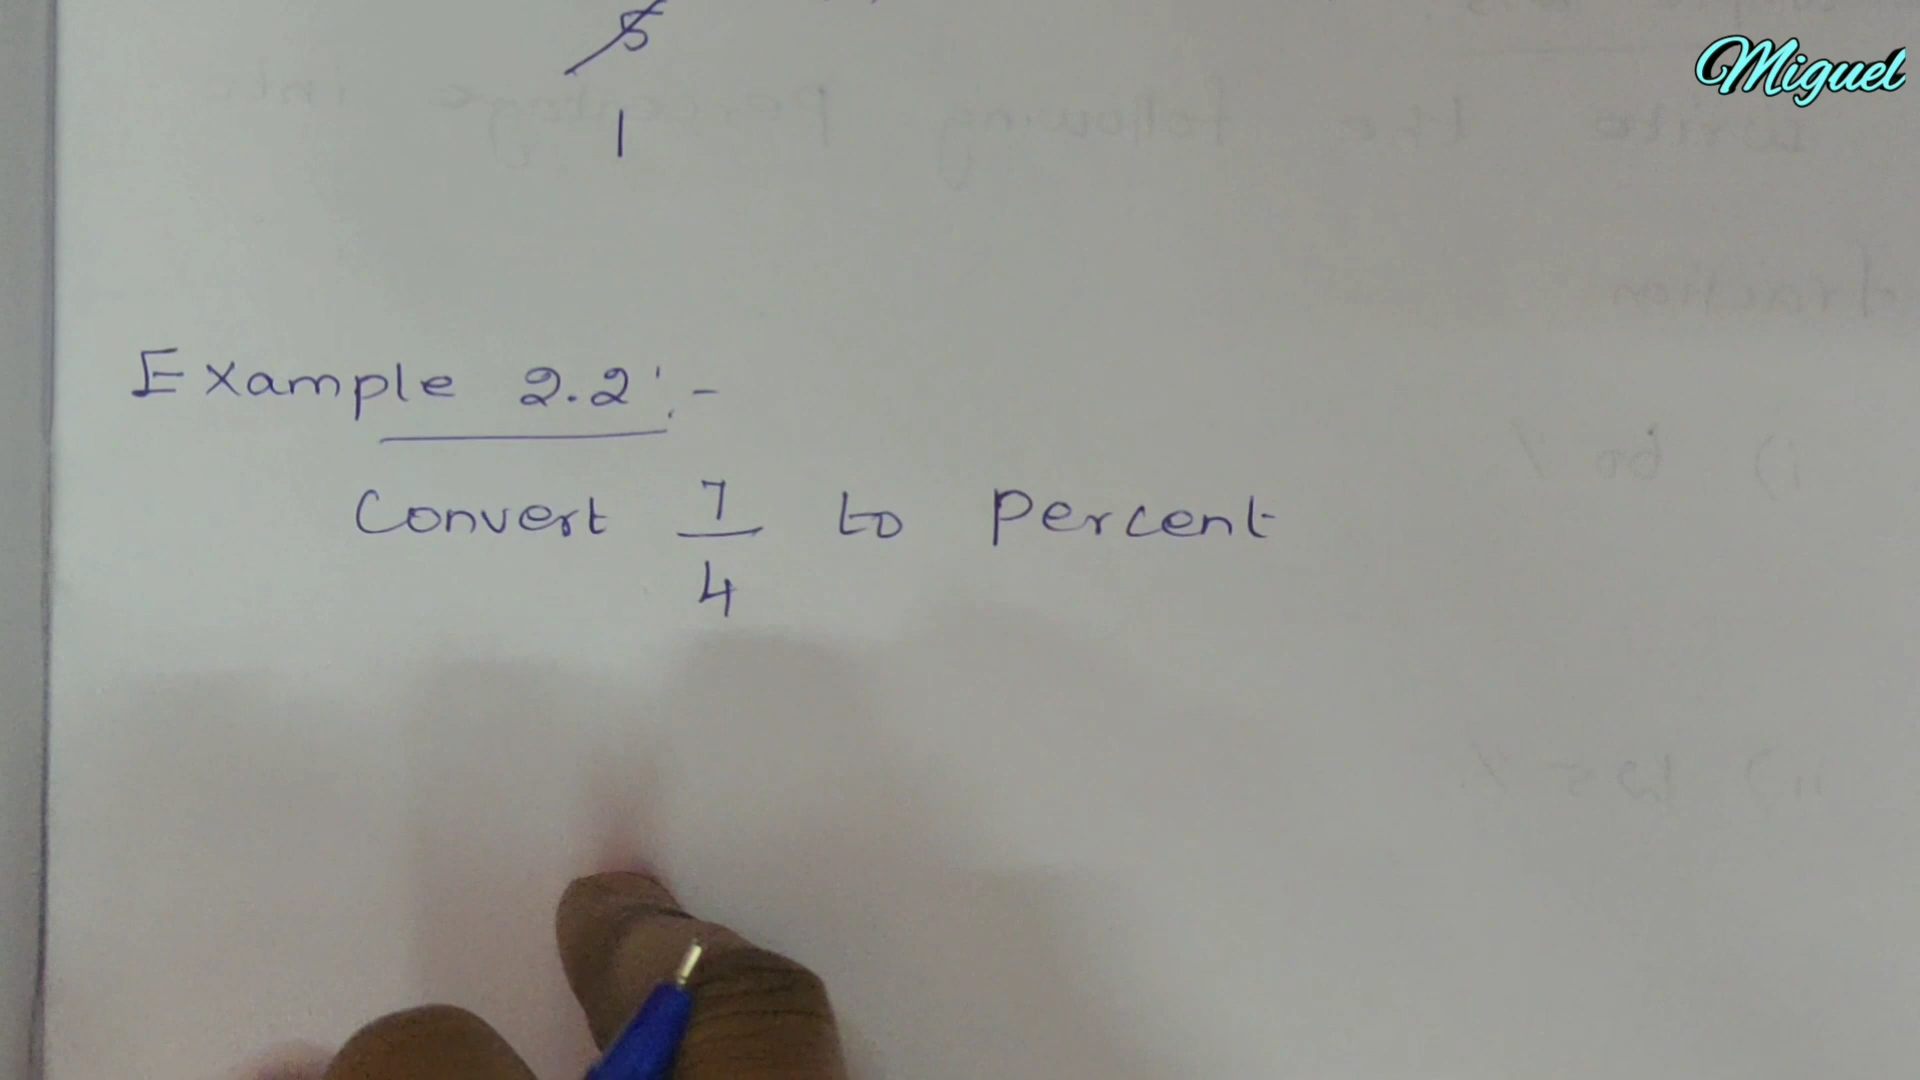 Miguel
5
1
Example 2.2:-
Convert 7/4 to Percent